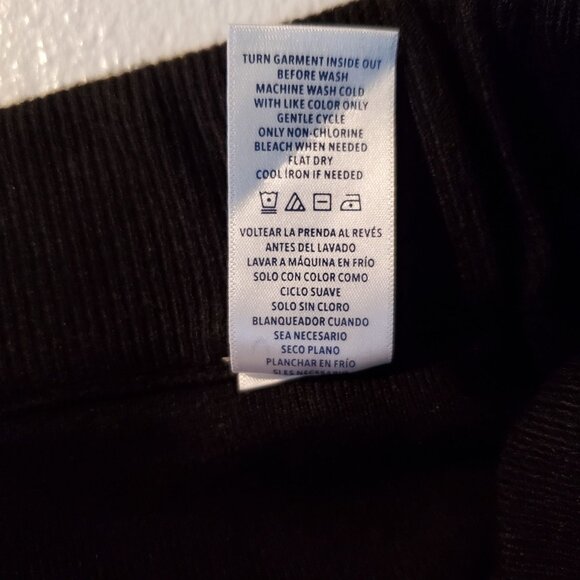 TURN GARMENT INSIDE OUT
BEFORE WASH
MACHINE WASH COLD
WITH LIKE COLOR ONLY
GENTLE CYCLE
ONLY NON-CHLORINE
BLEACH WHEN NEEDED
FLAT DRY
COOL IRON IF NEEDED
VOLTEAR LA PRENDA AL REVÉS
ANTES DEL LAVADO
LAVAR A MÁQUINA EN FRÍO
SOLO CON COLOR COMO
CICLO SUAVE
SOLO SIN CLORO
BLANQUEADOR CUANDO
SEA NECESARIO
SECO PLANO
PLANCHAR EN FRÍO
SI ES NECESARIO